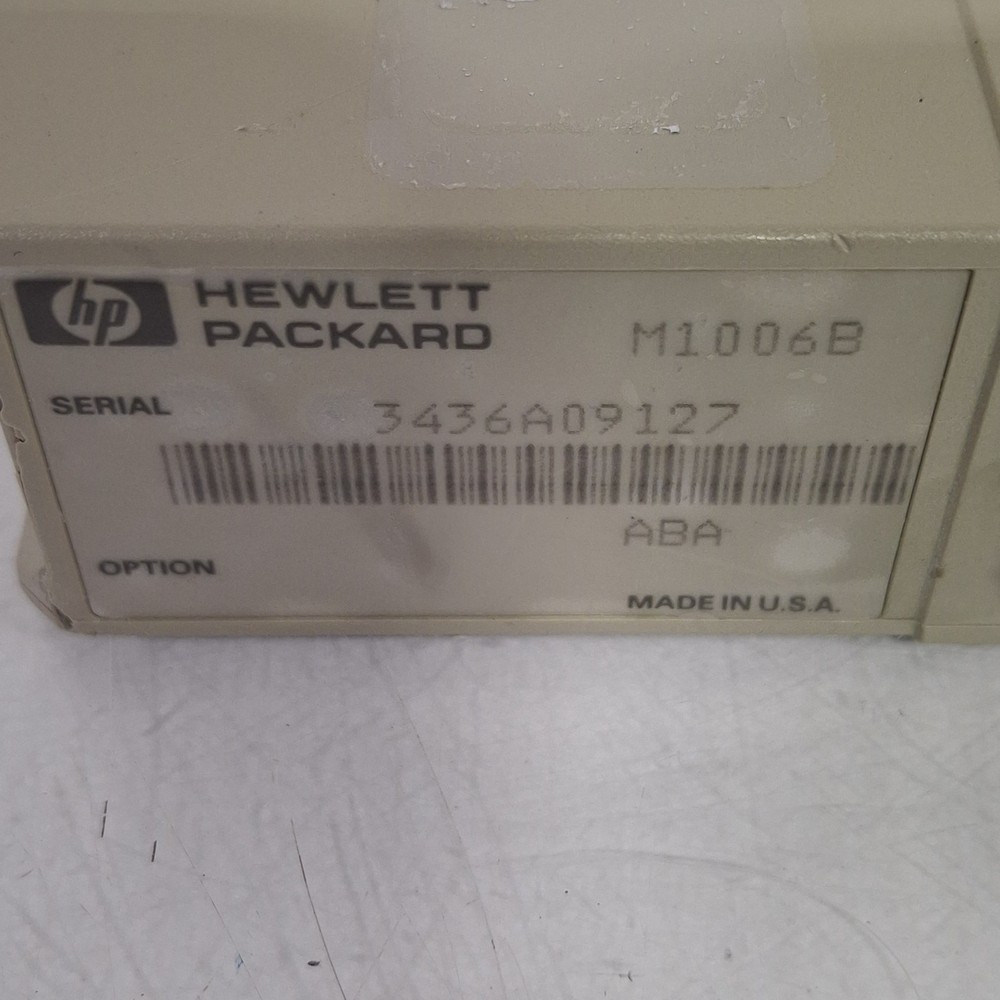 hp HEWLETT
PACKARD M1006B
SERIAL 3436A09127
ABA
OPTION
MADE IN U.S.A.